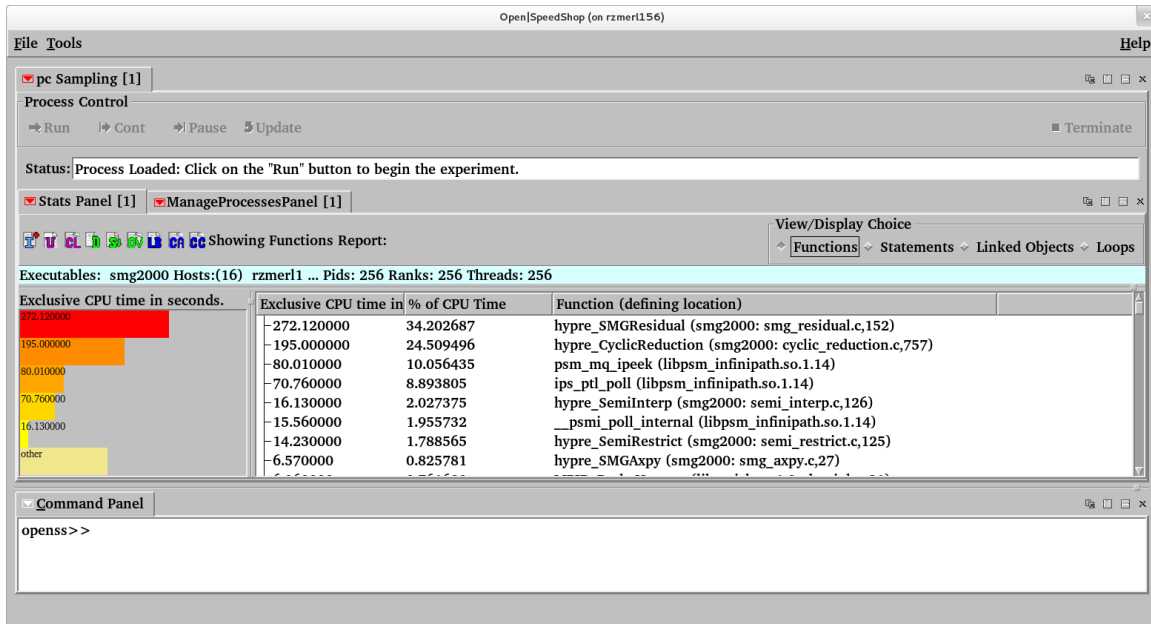 Open|SpeedShop (on rzmerl156)
File Tools Help
pc Sampling [1]
Process Control
Run Cont Pause Update Terminate
Status: Process Loaded: Click on the "Run" button to begin the experiment.
Stats Panel [1] ManageProcessesPanel [1]
View/Display Choice
I U CL D OV LB CA CC Showing Functions Report:
Functions Statements Linked Objects Loops
Executables: smg2000 Hosts:(16) rzmerl1 ... Pids: 256 Ranks: 256 Threads: 256
Exclusive CPU time in seconds.
272.120000
195.000000
80.010000
70.760000
16.130000
other
Exclusive CPU time in % of CPU Time Function (defining location)
272.120000 34.202687 hypre_SMGResidual (smg2000: smg_residual.c,152)
195.000000 24.509496 hypre_CyclicReduction (smg2000: cyclic_reduction.c,757)
80.010000 10.056435 psm_mq_ipeek (libpsm_infinipath.so.1.14)
70.760000 8.893805 ips_ptl_poll (libpsm_infinipath.so.1.14)
16.130000 2.027375 hypre_SemiInterp (smg2000: semi_interp.c,126)
15.560000 1.955732 __psmi_poll_internal (libpsm_infinipath.so.1.14)
14.230000 1.788565 hypre_SemiRestrict (smg2000: semi_restrict.c,125)
6.570000 0.825781 hypre_SMGAxpy (smg2000: smg_axpy.c,27)
Command Panel
openss>>